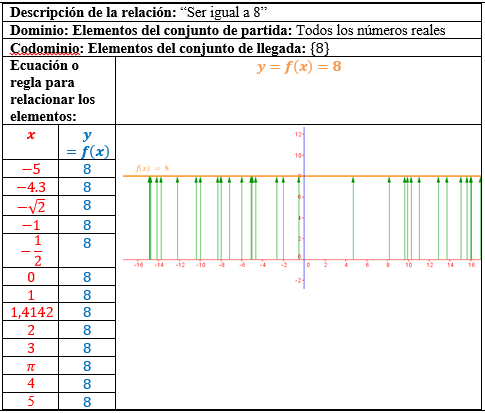 Descripción de la relación: “Ser igual a 8”
Dominio: Elementos del conjunto de partida: Todos los números reales
Codominio: Elementos del conjunto de llegada: {8}
Ecuación o
regla para
relacionar los
elementos:
y = f(x) = 8
x y
= f(x)
−5 8
−4.3 8
−√2 8
−1 8
−1/2 8
0 8
1 8
1,4142 8
2 8
3 8
π 8
4 8
5 8
f(x) = 8
12
10
8
6
4
2
0
-2
-16 -14 -12 -10 -8 -6 -4 -2 0 2 4 6 8 10 12 14 16